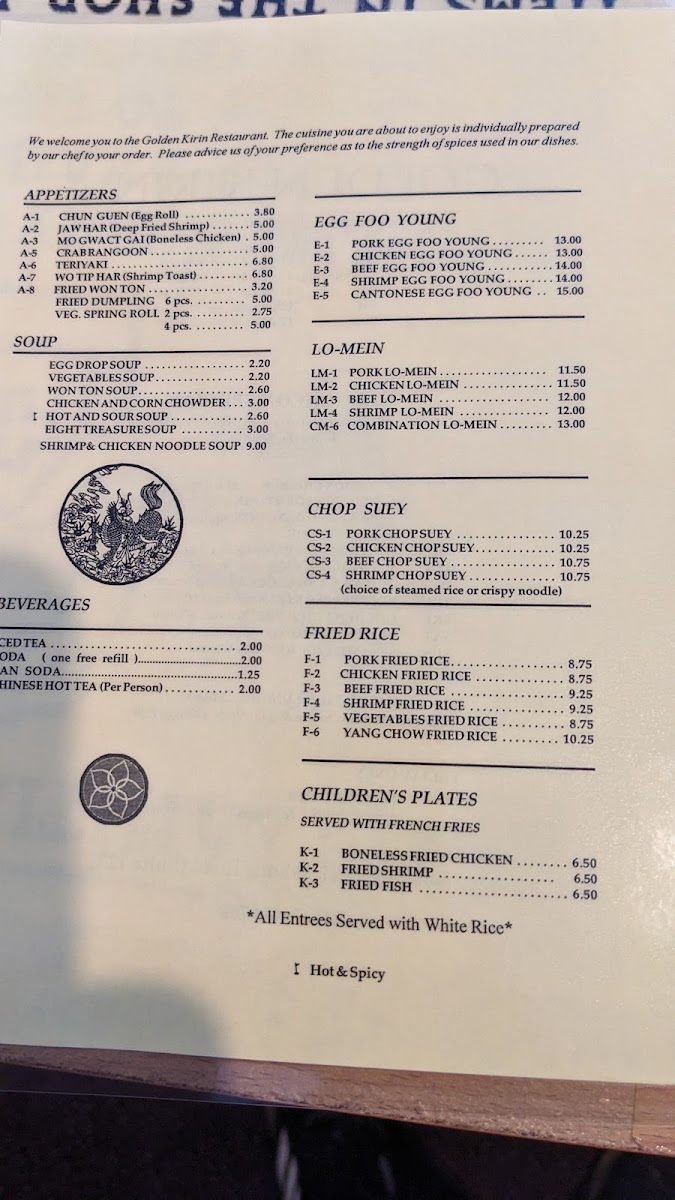 We welcome you to the Golden Kirin Restaurant. The cuisine you are about to enjoy is individually prepared
by our chef to your order. Please advice us of your preference as to the strength of spices used in our dishes.
APPETIZERS
A-1 CHUN GUEN (Egg Roll) ............ 3.80
A-2 JAW HAR (Deep Fried Shrimp) ....... 5.00
A-3 MO GWACT GAI (Boneless Chicken) . 5.00
A-5 CRAB RANGOON .................. 5.00
A-6 TERIYAKI ......................... 6.80
A-7 WO TIP HAR (Shrimp Toast) ......... 6.80
A-8 FRIED WON TON .................. 3.20
FRIED DUMPLING 6 pcs. .......... 5.00
VEG. SPRING ROLL 2 pcs. .......... 2.75
4 pcs. .......... 5.00
SOUP
EGG DROP SOUP .................. 2.20
VEGETABLES SOUP ................ 2.20
WON TON SOUP ................... 2.60
CHICKEN AND CORN CHOWDER ... 3.00
HOT AND SOUR SOUP ............. 2.60
EIGHT TREASURE SOUP ........... 3.00
SHRIMP & CHICKEN NOODLE SOUP 9.00
BEVERAGES
CED TEA ................................ 2.00
ODA ( one free refill )................................2.00
AN SODA................................................1.25
HINESE HOT TEA (Per Person) ........... 2.00
EGG FOO YOUNG
E-1 PORK EGG FOO YOUNG ......... 13.00
E-2 CHICKEN EGG FOO YOUNG ...... 13.00
E-3 BEEF EGG FOO YOUNG .......... 14.00
E-4 SHRIMP EGG FOO YOUNG ........ 14.00
E-5 CANTONESE EGG FOO YOUNG .. 15.00
LO-MEIN
LM-1 PORK LO-MEIN .................. 11.50
LM-2 CHICKEN LO-MEIN .............. 11.50
LM-3 BEEF LO-MEIN .................. 12.00
LM-4 SHRIMP LO-MEIN ............... 12.00
CM-6 COMBINATION LO-MEIN ......... 13.00
CHOP SUEY
CS-1 PORK CHOP SUEY ................ 10.25
CS-2 CHICKEN CHOP SUEY ............. 10.25
CS-3 BEEF CHOP SUEY ................. 10.75
CS-4 SHRIMP CHOP SUEY .............. 10.75
(choice of steamed rice or crispy noodle)
FRIED RICE
F-1 PORK FRIED RICE ................. 8.75
F-2 CHICKEN FRIED RICE .............. 8.75
F-3 BEEF FRIED RICE .................. 9.25
F-4 SHRIMP FRIED RICE ............... 9.25
F-5 VEGETABLES FRIED RICE .......... 8.75
F-6 YANG CHOW FRIED RICE ......... 10.25
CHILDREN'S PLATES
SERVED WITH FRENCH FRIES
K-1 BONELESS FRIED CHICKEN ........ 6.50
K-2 FRIED SHRIMP .................. 6.50
K-3 FRIED FISH ...................... 6.50
*All Entrees Served with White Rice*
Hot & Spicy